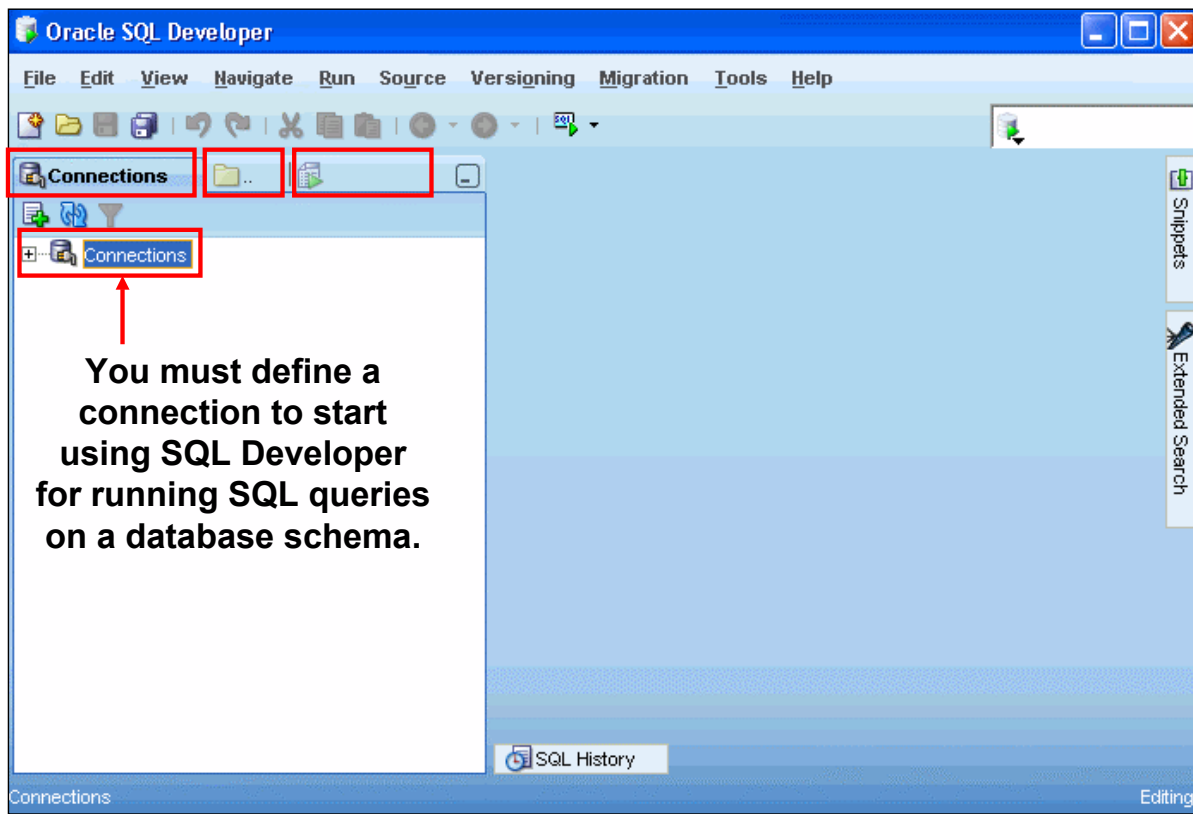 Oracle SQL Developer
File Edit View Navigate Run Source Versioning Migration Tools Help
SQL
Connections ..
Connections
You must define a
connection to start
using SQL Developer
for running SQL queries
on a database schema.
Snippets
Extended Search
SQL History
Connections Editing